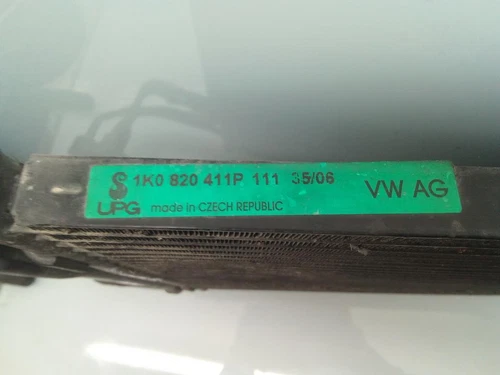 1K0 820 411P 111 35/06
VW AG
UPG made in CZECH REPUBLIC